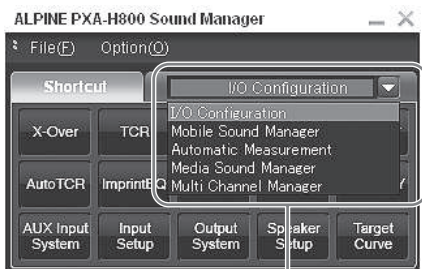 ALPINE PXA-H800 Sound Manager
File(F) Option(O)
Shortcut
I/O Configuration
I/O Configuration
Mobile Sound Manager
Automatic Measurement
Media Sound Manager
Multi Channel Manager
X-Over TCR
AutoTCR ImprintEQ
AUX Input System Input Setup Output System Speaker Setup Target Curve